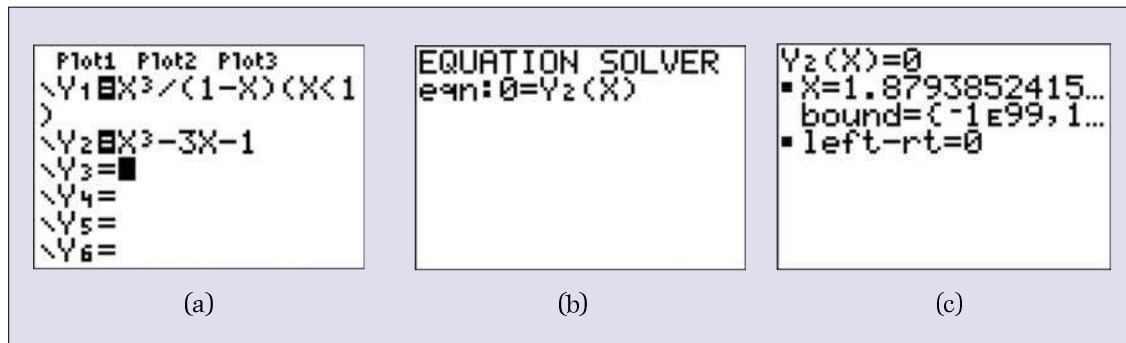 Plot1 Plot2 Plot3
\Y₁=X³/(1-X)(X<1
)
\Y₂=X³-3X-1
\Y₃=
\Y₄=
\Y₅=
\Y₆=
(a)
EQUATION SOLVER
eqn:0=Y₂(X)
(b)
Y₂(X)=0
▪X=1.8793852415…
bound={⁻1ᴇ99,1…
▪left-rt=0
(c)